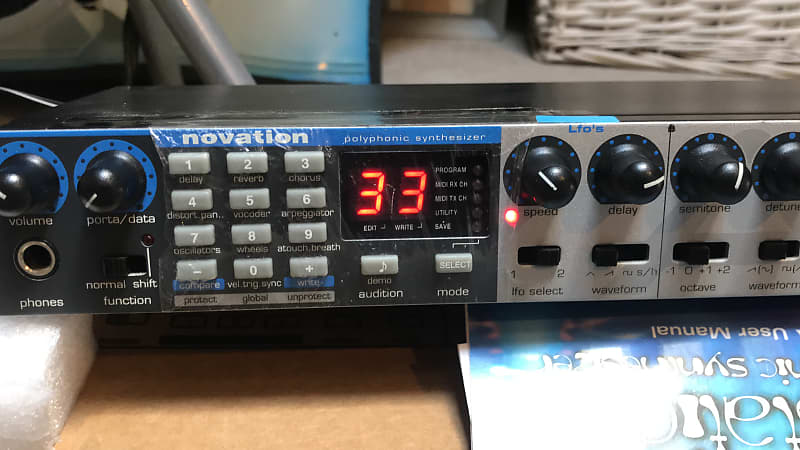 novation
polyphonic synthesizer
Lfo's
1 2 3
delay reverb chorus
4 5 6
distort.pan.. vocoder arpeggiator
7 8 9
oscillators wheels atouch.breath
- 0 +
compare vel.trg.sync write
protect global unprotect
volume porta/data
phones
normal shift
function
33
PROGRAM
MIDI RX CH
MIDI TX CH
UTILITY
SAVE
EDIT WRITE
demo
audition
SELECT
mode
speed delay semitone detune
1 2
lfo select
s/h
waveform
-1 0 +1 +2
octave
waveform
User Manual